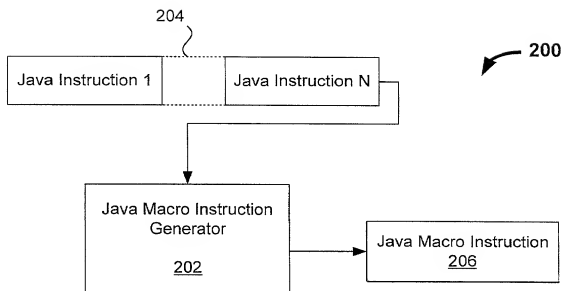 204
200
Java Instruction 1
Java Instruction N
Java Macro Instruction
Generator
202
Java Macro Instruction
206